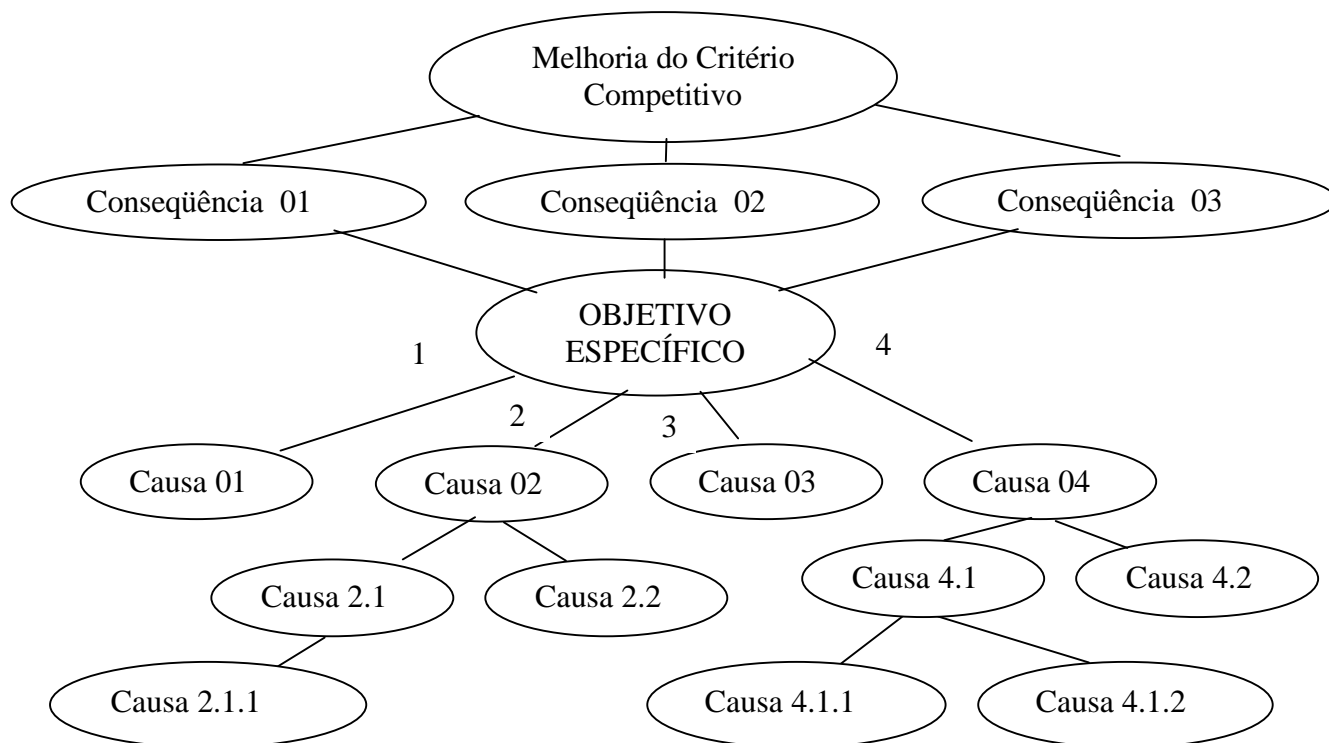 Melhoria do Critério
Competitivo
Conseqüência  01
Conseqüência  02
Conseqüência  03
OBJETIVO
ESPECÍFICO
1
4
2
3
Causa 01
Causa 02
Causa 03
Causa 04
Causa 2.1
Causa 2.2
Causa 4.1
Causa 4.2
Causa 2.1.1
Causa 4.1.1
Causa 4.1.2